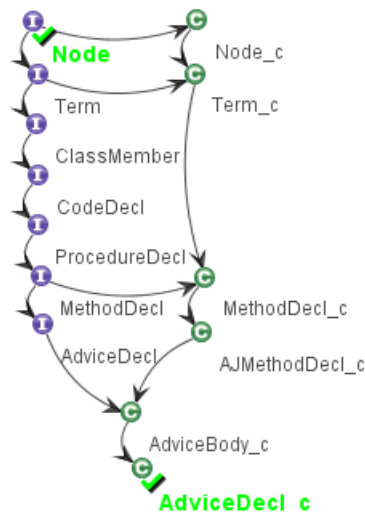 Node
Node_c
Term
Term_c
ClassMember
CodeDecl
ProcedureDecl
MethodDecl
MethodDecl_c
AdviceDecl
AJMethodDecl_c
AdviceBody_c
AdviceDecl_c